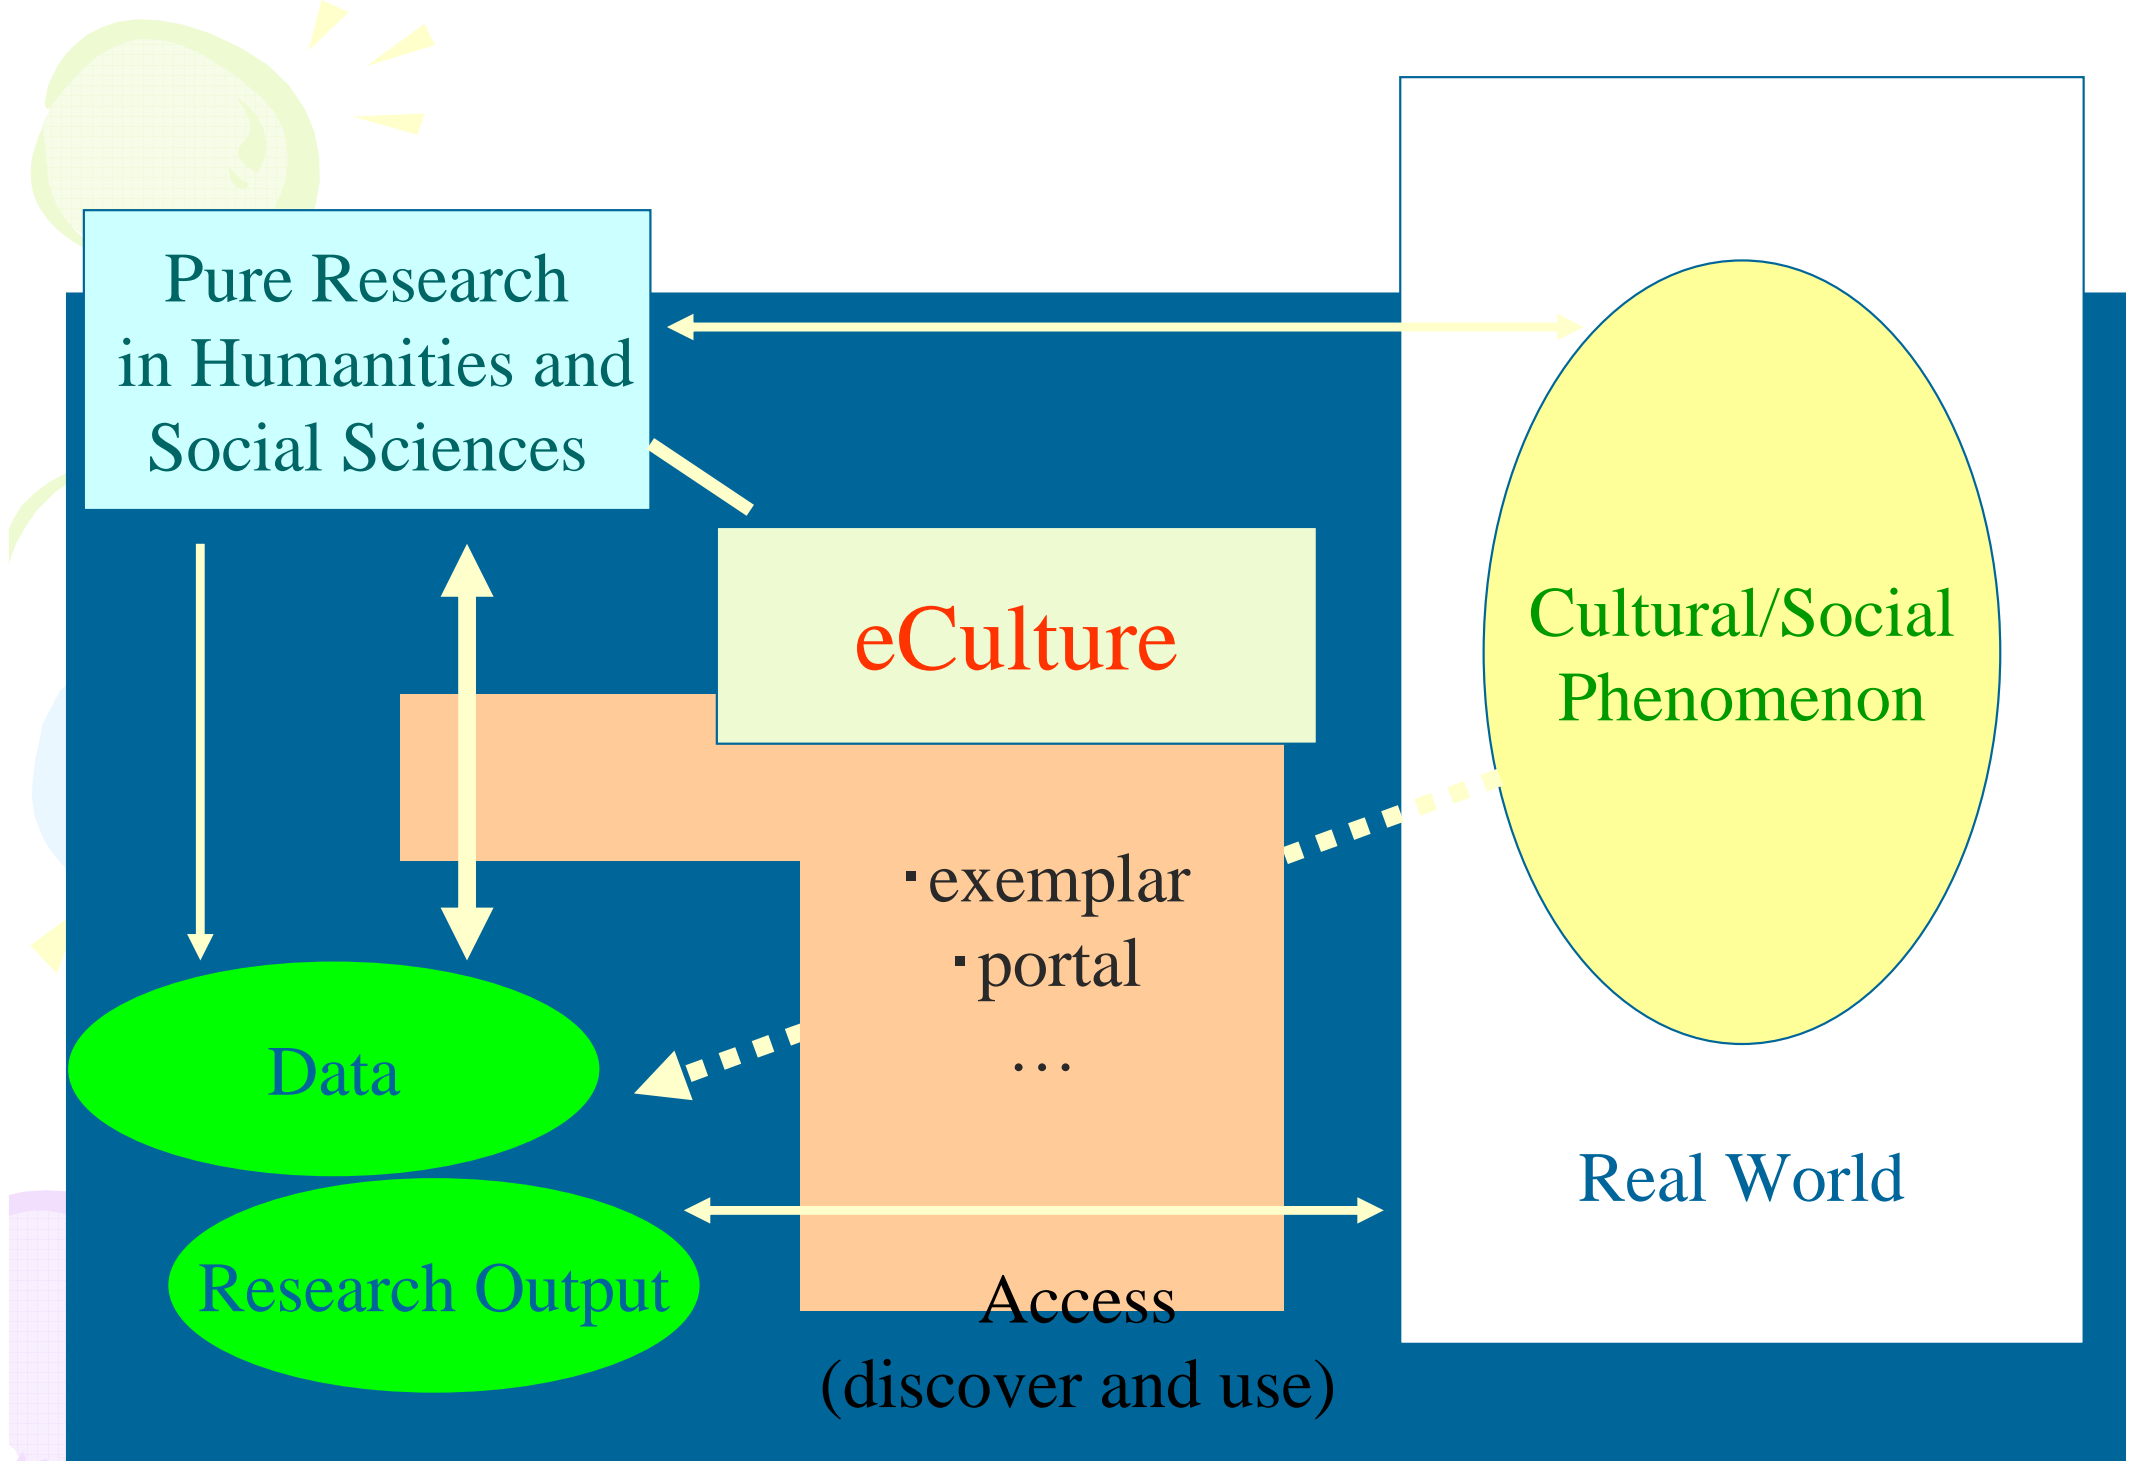 Pure Research
in Humanities and
Social Sciences
eCulture
Cultural/Social
Phenomenon
▪exemplar
▪portal
…
Data
Real World
Research Output
Access
(discover and use)